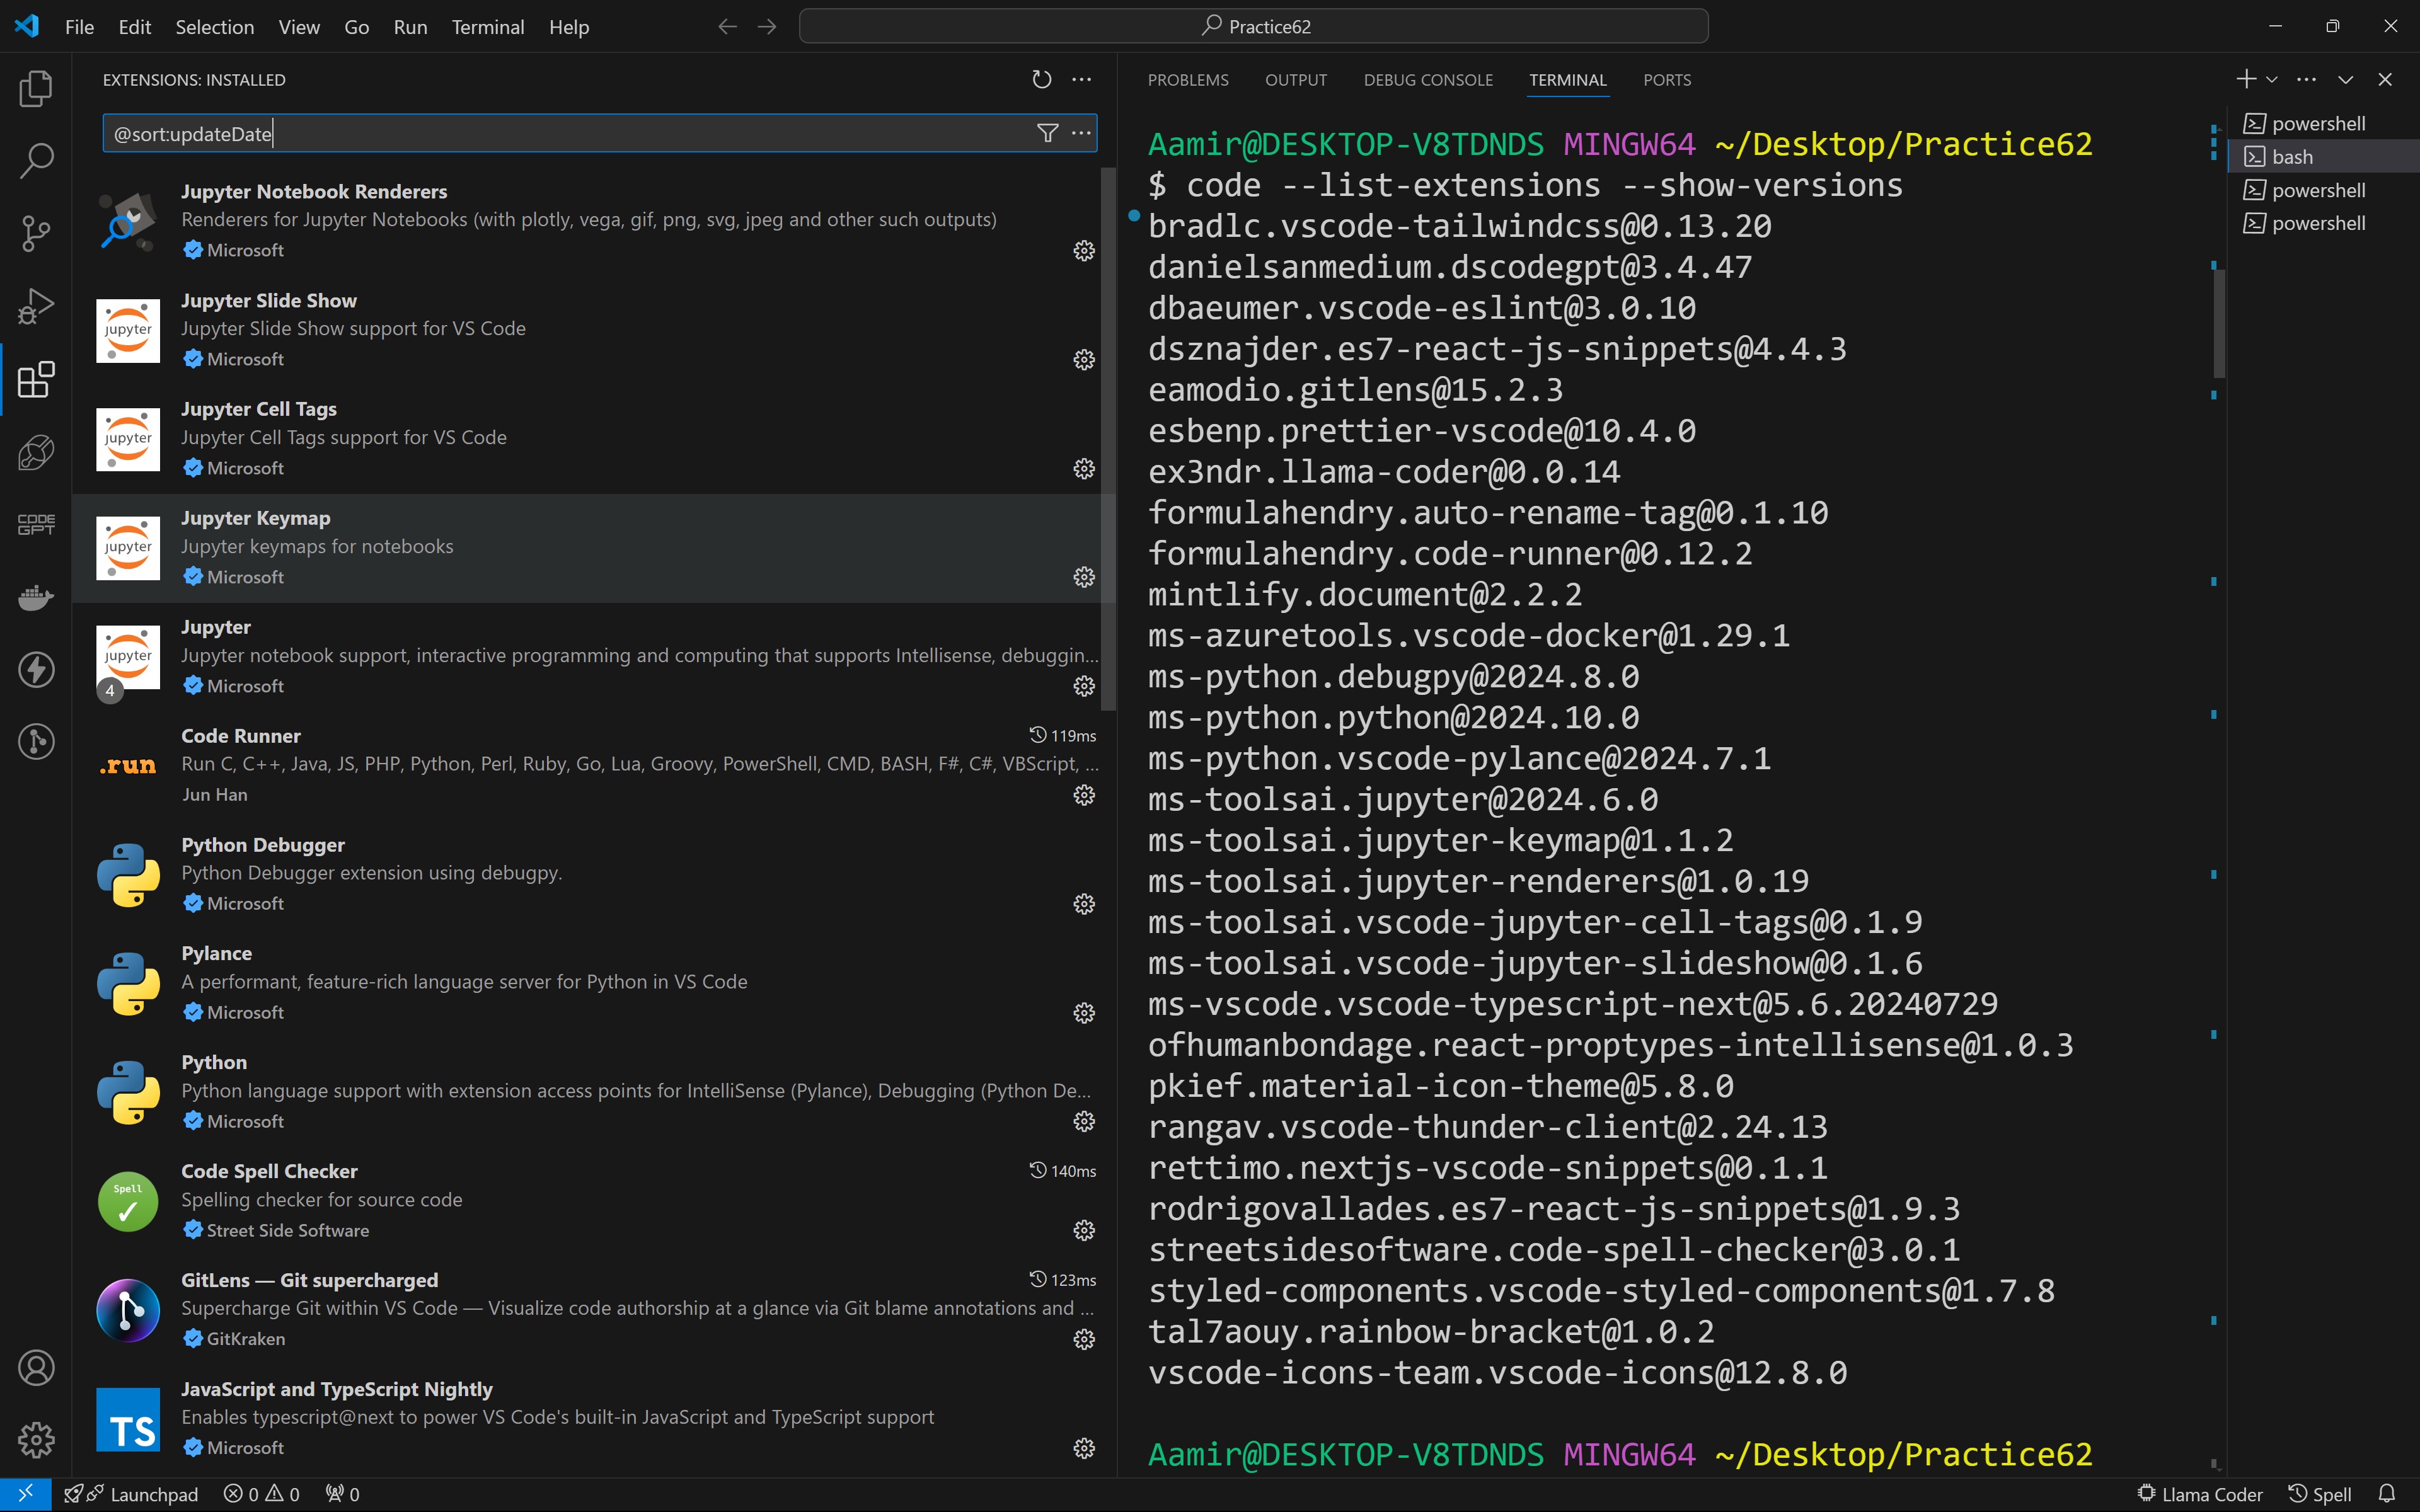 File Edit Selection View Go Run Terminal Help
Practice62
EXTENSIONS: INSTALLED
@sort:updateDate
Jupyter Notebook Renderers
Renderers for Jupyter Notebooks (with plotly, vega, gif, png, svg, jpeg and other such outputs)
Microsoft
jupyter
Jupyter Slide Show
Jupyter Slide Show support for VS Code
Microsoft
jupyter
Jupyter Cell Tags
Jupyter Cell Tags support for VS Code
Microsoft
jupyter
Jupyter Keymap
Jupyter keymaps for notebooks
Microsoft
jupyter
4
Jupyter
Jupyter notebook support, interactive programming and computing that supports Intellisense, debuggin...
Microsoft
.run
Code Runner 119ms
Run C, C++, Java, JS, PHP, Python, Perl, Ruby, Go, Lua, Groovy, PowerShell, CMD, BASH, F#, C#, VBScript, ...
Jun Han
Python Debugger
Python Debugger extension using debugpy.
Microsoft
Pylance
A performant, feature-rich language server for Python in VS Code
Microsoft
Python
Python language support with extension access points for IntelliSense (Pylance), Debugging (Python De...
Microsoft
Spell
Code Spell Checker 140ms
Spelling checker for source code
Street Side Software
GitLens — Git supercharged 123ms
Supercharge Git within VS Code — Visualize code authorship at a glance via Git blame annotations and ...
GitKraken
TS
JavaScript and TypeScript Nightly
Enables typescript@next to power VS Code's built-in JavaScript and TypeScript support
Microsoft
CODE
GPT
PROBLEMS OUTPUT DEBUG CONSOLE TERMINAL PORTS
Aamir@DESKTOP-V8TDNDS MINGW64 ~/Desktop/Practice62
$ code --list-extensions --show-versions
bradlc.vscode-tailwindcss@0.13.20
danielsanmedium.dscodegpt@3.4.47
dbaeumer.vscode-eslint@3.0.10
dsznajder.es7-react-js-snippets@4.4.3
eamodio.gitlens@15.2.3
esbenp.prettier-vscode@10.4.0
ex3ndr.llama-coder@0.0.14
formulahendry.auto-rename-tag@0.1.10
formulahendry.code-runner@0.12.2
mintlify.document@2.2.2
ms-azuretools.vscode-docker@1.29.1
ms-python.debugpy@2024.8.0
ms-python.python@2024.10.0
ms-python.vscode-pylance@2024.7.1
ms-toolsai.jupyter@2024.6.0
ms-toolsai.jupyter-keymap@1.1.2
ms-toolsai.jupyter-renderers@1.0.19
ms-toolsai.vscode-jupyter-cell-tags@0.1.9
ms-toolsai.vscode-jupyter-slideshow@0.1.6
ms-vscode.vscode-typescript-next@5.6.20240729
ofhumanbondage.react-proptypes-intellisense@1.0.3
pkief.material-icon-theme@5.8.0
rangav.vscode-thunder-client@2.24.13
rettimo.nextjs-vscode-snippets@0.1.1
rodrigovallades.es7-react-js-snippets@1.9.3
streetsidesoftware.code-spell-checker@3.0.1
styled-components.vscode-styled-components@1.7.8
tal7aouy.rainbow-bracket@1.0.2
vscode-icons-team.vscode-icons@12.8.0
Aamir@DESKTOP-V8TDNDS MINGW64 ~/Desktop/Practice62
powershell
bash
powershell
powershell
Launchpad 0 0 0
Llama Coder Spell